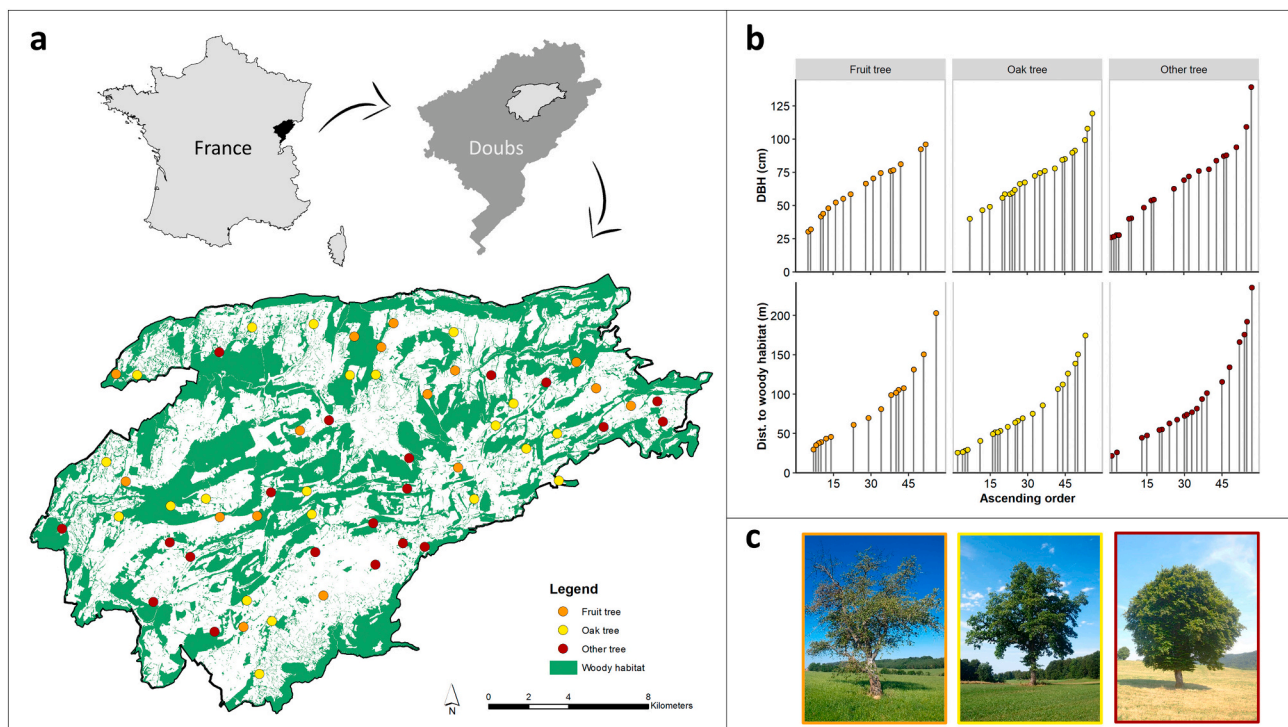 a
France
Doubs
Legend
Fruit tree
Oak tree
Other tree
Woody habitat
N
0 2 4 8
Kilometers
b
Fruit tree Oak tree Other tree
DBH (cm)
125
100
75
50
25
0
Dist. to woody habitat (m)
200
150
100
50
0
15 30 45 15 30 45 15 30 45
Ascending order
c